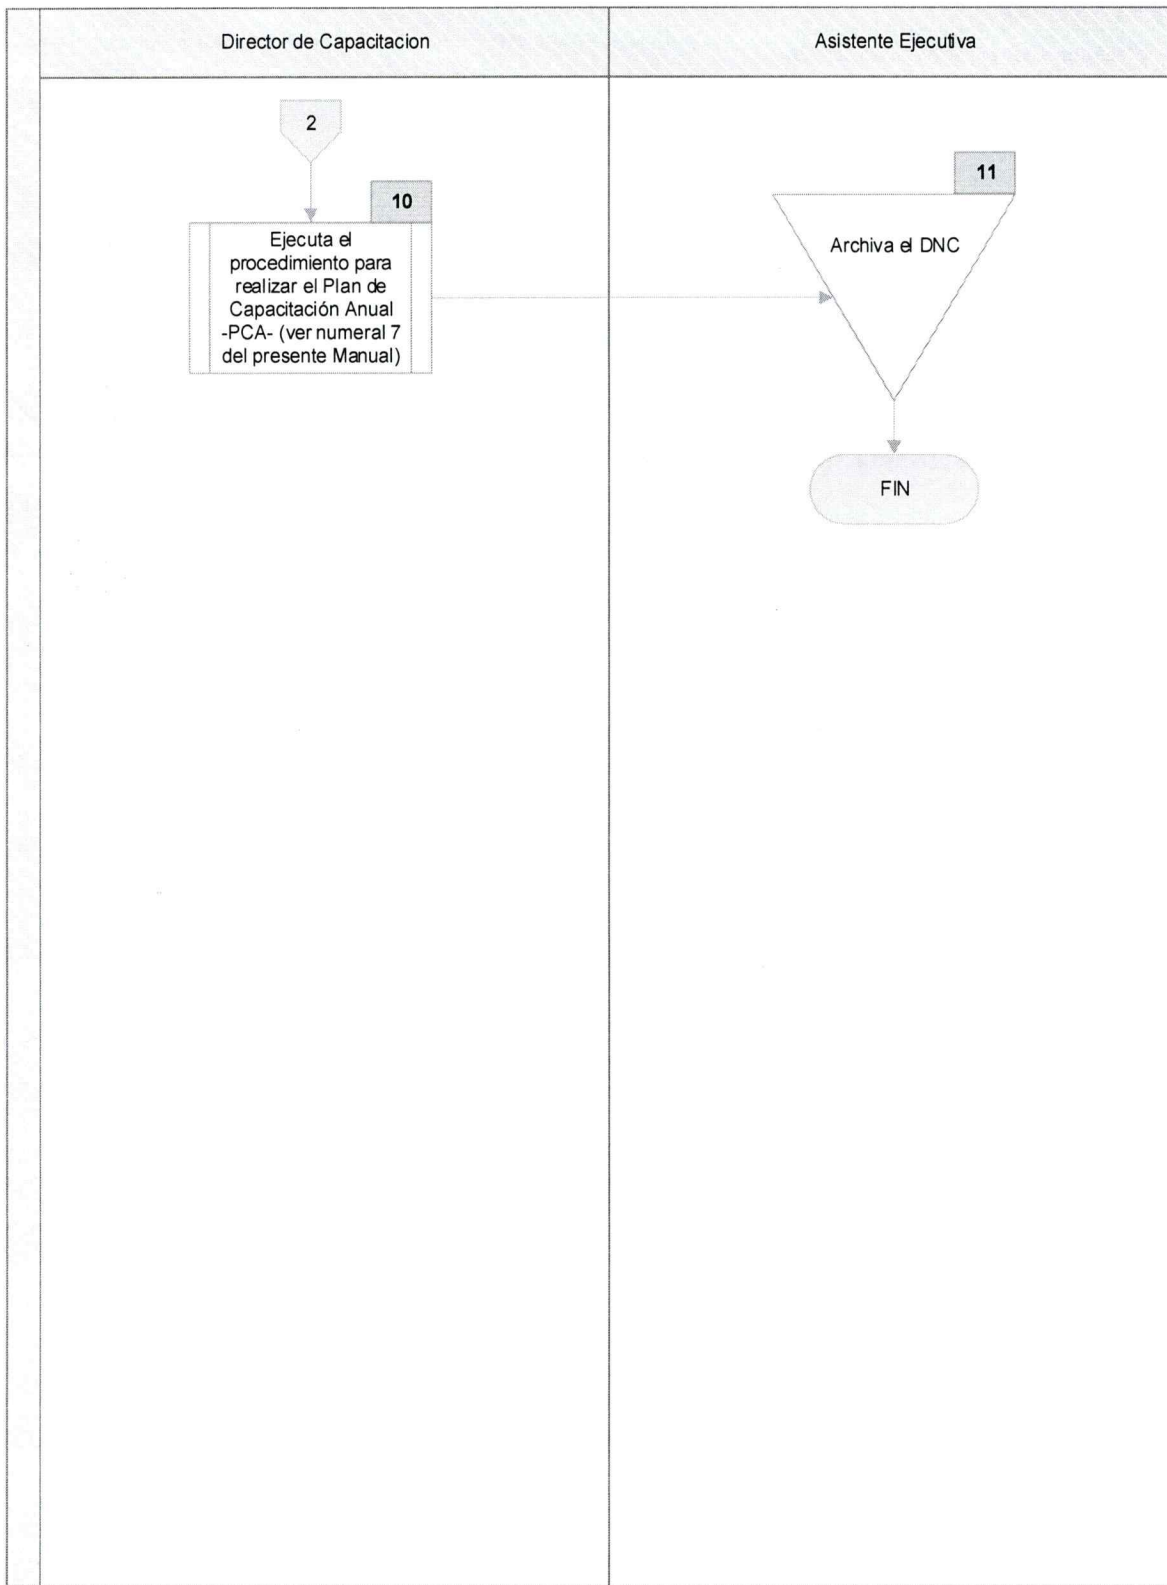 Director de Capacitacion
Asistente Ejecutiva
2
10
Ejecuta el
procedimiento para
realizar el Plan de
Capacitación Anual
-PCA- (ver numeral 7
del presente Manual)
11
Archiva el DNC
FIN